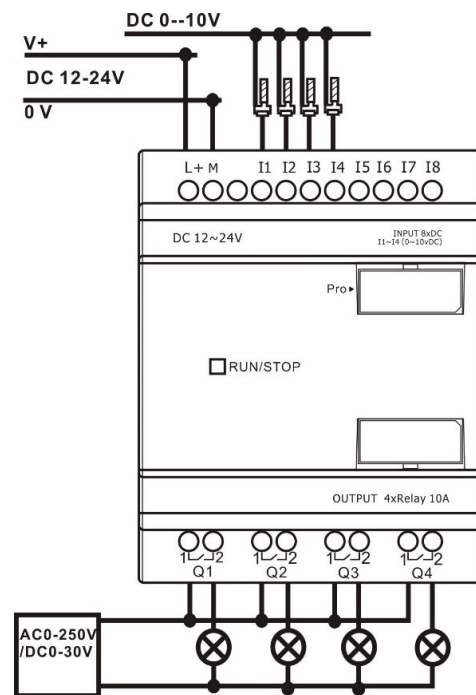 DC 0--10V
V+
DC 12-24V
0 V
L+ M I1 I2 I3 I4 I5 I6 I7 I8
DC 12~24V
INPUT 8xDC
I1~I4 (0~10vDC)
Pro▸
RUN/STOP
OUTPUT 4xRelay 10A
1 2 1 2 1 2 1 2
Q1 Q2 Q3 Q4
AC0-250V
/DC0-30V